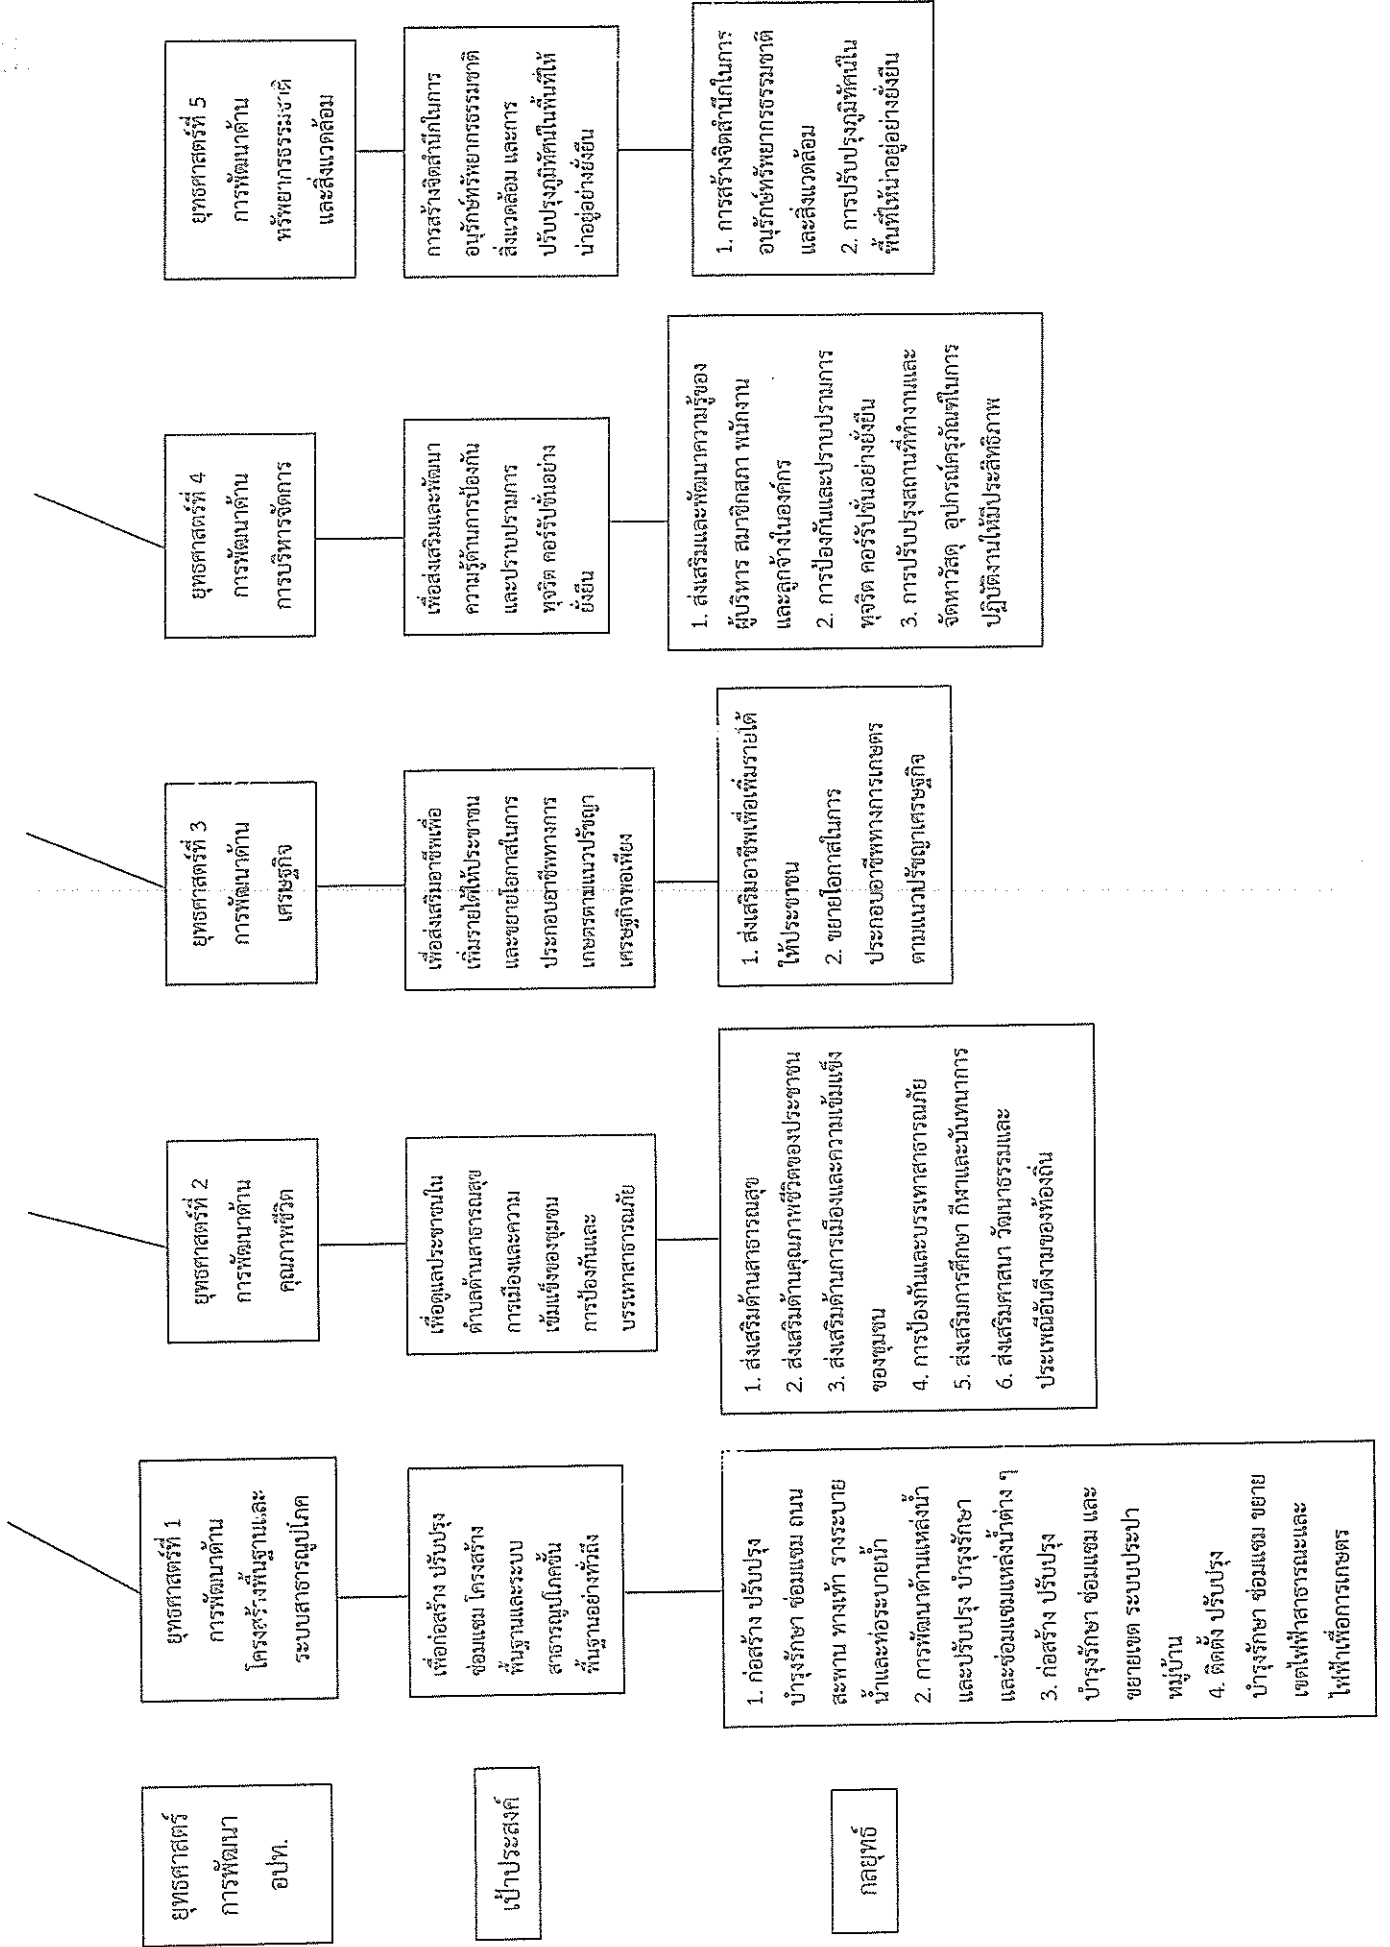 ยุทธศาสตร์
การพัฒนา
อปท.
ยุทธศาสตร์ที่ 1
การพัฒนาด้าน
โครงสร้างพื้นฐานและ
ระบบสาธารณูปโภค
ยุทธศาสตร์ที่ 2
การพัฒนาด้าน
คุณภาพชีวิต
ยุทธศาสตร์ที่ 3
การพัฒนาด้าน
เศรษฐกิจ
ยุทธศาสตร์ที่ 4
การพัฒนาด้าน
การบริหารจัดการ
ยุทธศาสตร์ที่ 5
การพัฒนาด้าน
ทรัพยากรธรรมชาติ
และสิ่งแวดล้อม
เป้าประสงค์
เพื่อก่อสร้าง ปรับปรุง
ซ่อมแซม โครงสร้าง
พื้นฐานและระบบ
สาธารณูปโภคขั้น
พื้นฐานอย่างทั่วถึง
เพื่อดูแลประชาชนใน
ตำบลด้านสาธารณสุข
การเมืองและความ
เข้มแข็งของชุมชน
การป้องกันและ
บรรเทาสาธารณภัย
เพื่อส่งเสริมอาชีพเพื่อ
เพิ่มรายได้ให้ประชาชน
และขยายโอกาสในการ
ประกอบอาชีพทางการ
เกษตรตามแนวปรัชญา
เศรษฐกิจพอเพียง
เพื่อส่งเสริมและพัฒนา
ความรู้ด้านการป้องกัน
และปราบปรามการ
ทุจริต คอร์รัปชั่นอย่าง
ยั่งยืน
การสร้างจิตสำนึกในการ
อนุรักษ์ทรัพยากรธรรมชาติ
สิ่งแวดล้อม และการ
ปรับปรุงภูมิทัศน์ในพื้นที่ให้
น่าอยู่อย่างยั่งยืน
กลยุทธ์
1. ก่อสร้าง ปรับปรุง
บำรุงรักษา ซ่อมแซม ถนน
สะพาน ทางเท้า รางระบาย
น้ำและท่อระบายน้ำ
2. การพัฒนาด้านแหล่งน้ำ
และปรับปรุง บำรุงรักษา
และซ่อมแซมแหล่งน้ำต่าง ๆ
3. ก่อสร้าง ปรับปรุง
บำรุงรักษา ซ่อมแซม และ
ขยายเขต ระบบประปา
หมู่บ้าน
4. ติดตั้ง ปรับปรุง
บำรุงรักษา ซ่อมแซม ขยาย
เขตไฟฟ้าสาธารณะและ
ไฟฟ้าเพื่อการเกษตร
1. ส่งเสริมด้านสาธารณสุข
2. ส่งเสริมด้านคุณภาพชีวิตของประชาชน
3. ส่งเสริมด้านการเมืองและความเข้มแข็ง
ของชุมชน
4. การป้องกันและบรรเทาสาธารณภัย
5. ส่งเสริมการศึกษา กีฬาและนันทนาการ
6. ส่งเสริมศาสนา วัฒนาธรรมและ
ประเพณีอันดีงามของท้องถิ่น
1. ส่งเสริมอาชีพเพื่อเพิ่มรายได้
ให้ประชาชน
2. ขยายโอกาสในการ
ประกอบอาชีพทางการเกษตร
ตามแนวปรัชญาเศรษฐกิจ
1. ส่งเสริมและพัฒนาความรู้ของ
ผู้บริหาร สมาชิกสภา พนักงาน
และลูกจ้างในองค์กร
2. การป้องกันและปราบปรามการ
ทุจริต คอร์รัปชั่นอย่างยั่งยืน
3. การปรับปรุงสถานที่ทำงานและ
จัดหาวัสดุ อุปกรณ์ครุภัณฑ์ในการ
ปฏิบัติงานให้มีประสิทธิภาพ
1. การสร้างจิตสำนึกในการ
อนุรักษ์ทรัพยากรธรรมชาติ
และสิ่งแวดล้อม
2. การปรับปรุงภูมิทัศน์ใน
พื้นที่ให้น่าอยู่อย่างยั่งยืน